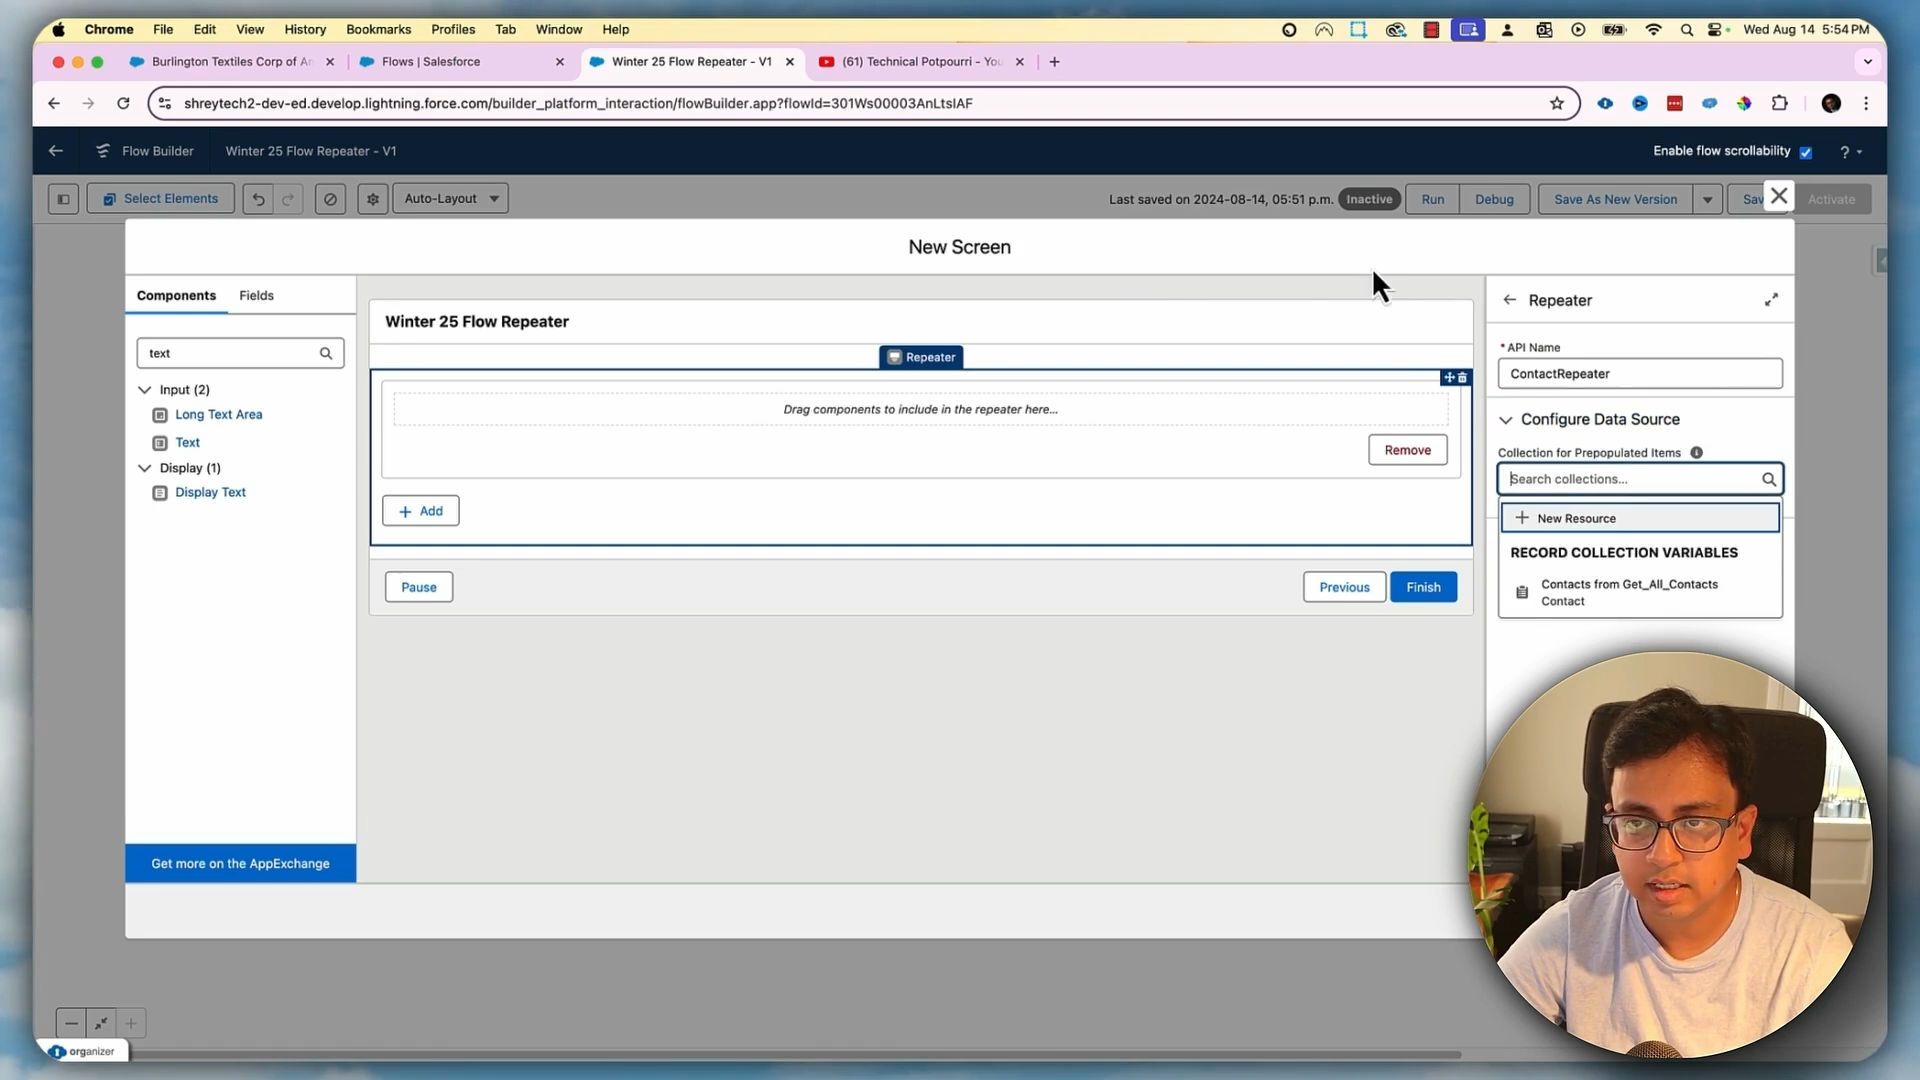 Chrome File Edit View History Bookmarks Profiles Tab Window Help Wed Aug 14 5:54 PM
Burlington Textiles Corp of Am Flows | Salesforce Winter 25 Flow Repeater - V1 (61) Technical Potpourri - You
shreytech2-dev-ed.develop.lightning.force.com/builder_platform_interaction/flowBuilder.app?flowId=301Ws00003AnLtsIAF
Flow Builder Winter 25 Flow Repeater - V1 Enable flow scrollability ?
Select Elements Auto-Layout Last saved on 2024-08-14, 05:51 p.m. Inactive Run Debug Save As New Version Sav Activate
New Screen
Components Fields
text
Input (2)
Long Text Area
Text
Display (1)
Display Text
Get more on the AppExchange
Winter 25 Flow Repeater
Repeater
Drag components to include in the repeater here...
Remove
+ Add
Pause Previous Finish
Repeater
* API Name
ContactRepeater
Configure Data Source
Collection for Prepopulated Items
Search collections...
+ New Resource
RECORD COLLECTION VARIABLES
Contacts from Get_All_Contacts
Contact
organizer